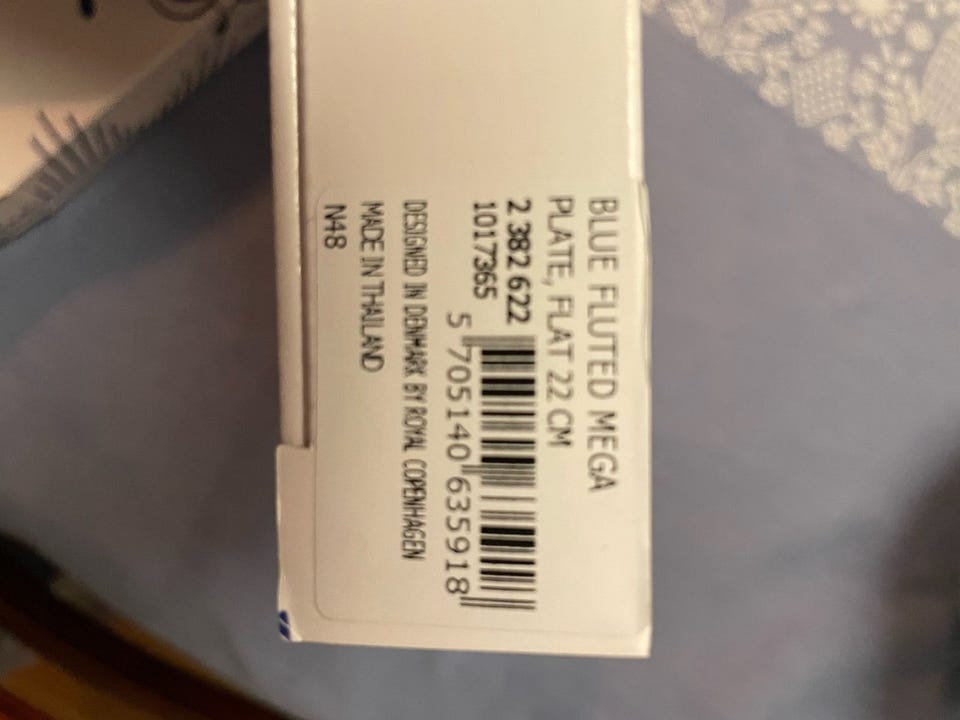 BLUE FLUTED MEGA
PLATE, FLAT 22 CM
2 382 622
1017365
5 705140 635918
DESIGNED IN DENMARK BY ROYAL COPENHAGEN
MADE IN THAILAND
N48